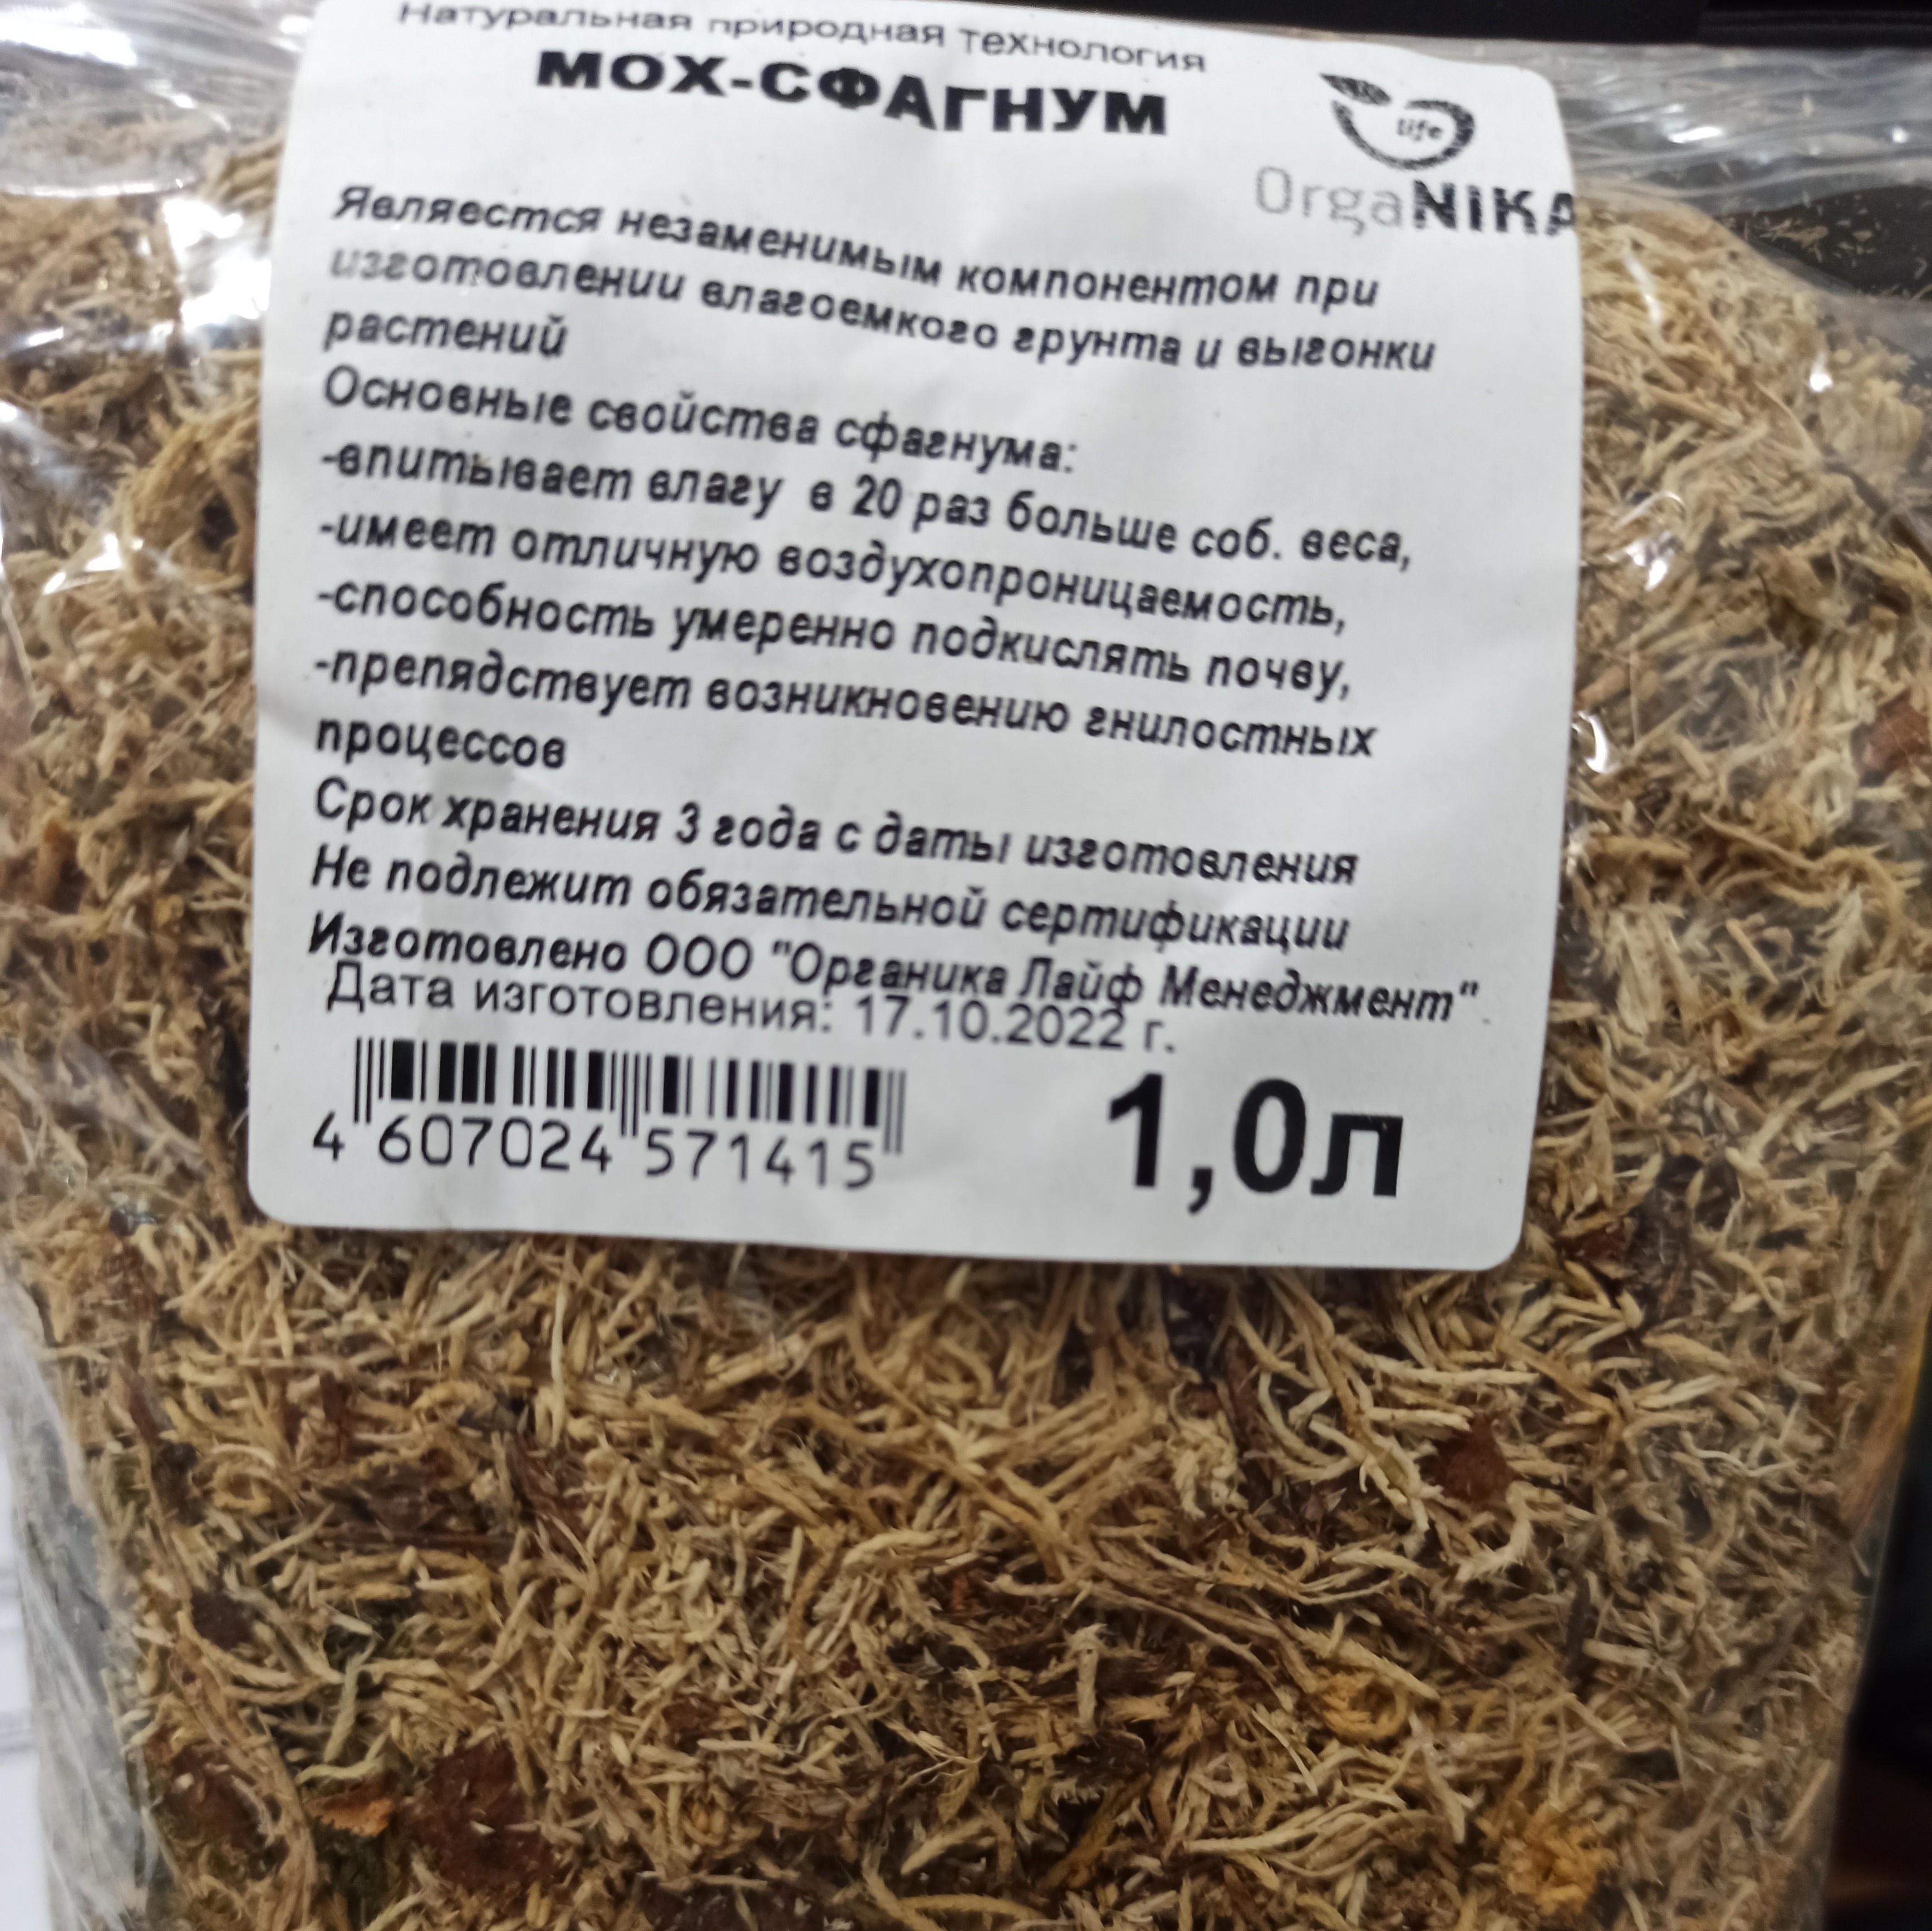 Натуральная природная технология
МОХ-СФАГНУМ
life
OrgaNiKA
Является незаменимым компонентом при
изготовлении влагоемкого грунта и выгонки
растений
Основные свойства сфагнума:
-впитывает влагу в 20 раз больше соб. веса,
-имеет отличную воздухопроницаемость,
-способность умеренно подкислять почву,
-препядствует возникновению гнилостных
процессов
Срок хранения 3 года с даты изготовления
Не подлежит обязательной сертификации
Изготовлено ООО "Органика Лайф Менеджмент"
Дата изготовления: 17.10.2022 г.
4 607024 571415
1,0л